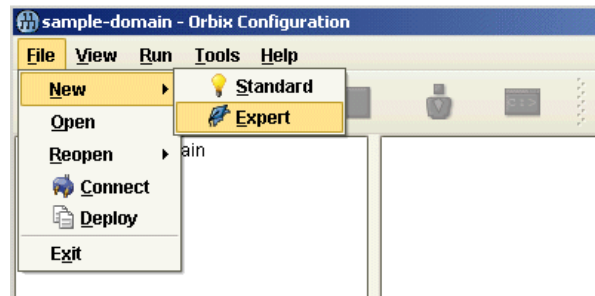 sample-domain - Orbix Configuration
File View Run Tools Help
New
Standard
Expert
Open
Reopen
ain
Connect
Deploy
Exit